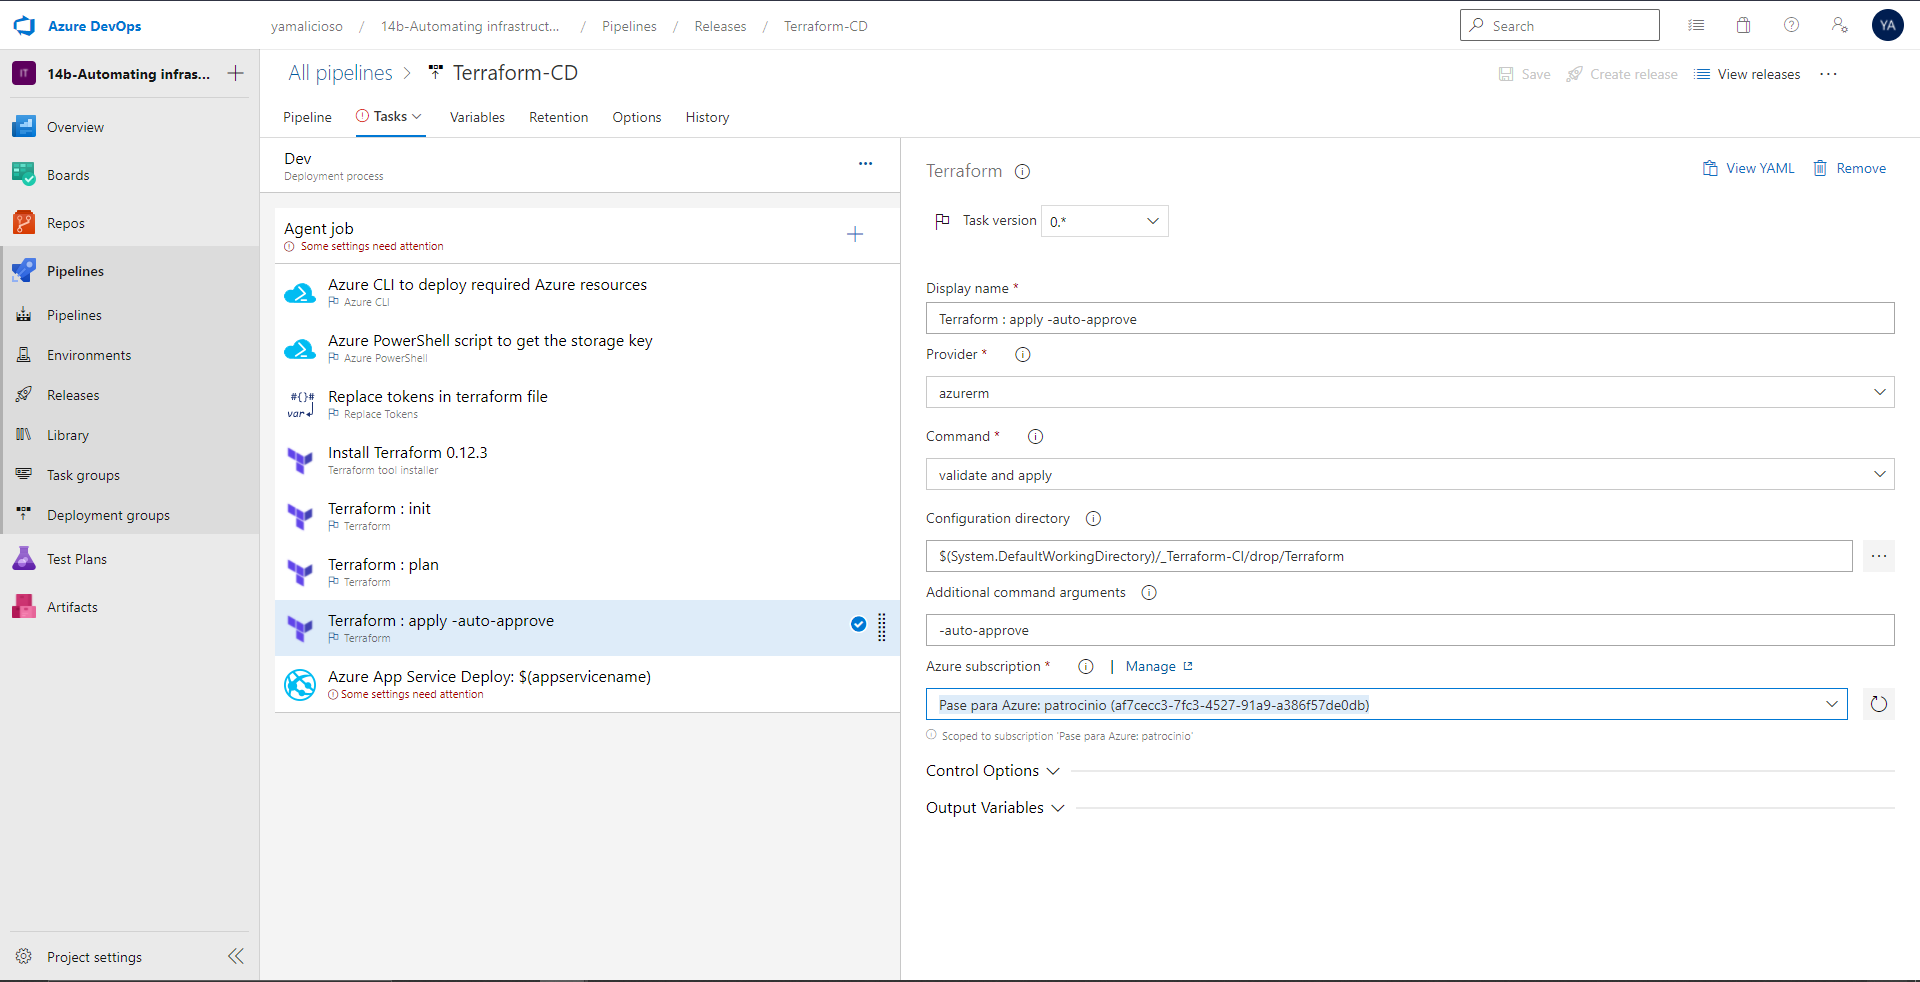 Azure DevOps
yamalicioso / 14b-Automating infrastruct... / Pipelines / Releases / Terraform-CD
Search
YA
IT
14b-Automating infras...
Overview
Boards
Repos
Pipelines
Pipelines
Environments
Releases
Library
Task groups
Deployment groups
Test Plans
Artifacts
Project settings
All pipelines > Terraform-CD
Save
Create release
View releases
Pipeline
Tasks
Variables
Retention
Options
History
Dev
Deployment process
Agent job
Some settings need attention
Azure CLI to deploy required Azure resources
Azure CLI
Azure PowerShell script to get the storage key
Azure PowerShell
#{}#
var
Replace tokens in terraform file
Replace Tokens
Install Terraform 0.12.3
Terraform tool installer
Terraform : init
Terraform
Terraform : plan
Terraform
Terraform : apply -auto-approve
Terraform
Azure App Service Deploy: $(appservicename)
Some settings need attention
Terraform
View YAML
Remove
Task version
0.*
Display name *
Terraform : apply -auto-approve
Provider *
azurerm
Command *
validate and apply
Configuration directory
$(System.DefaultWorkingDirectory)/_Terraform-CI/drop/Terraform
Additional command arguments
-auto-approve
Azure subscription * | Manage
Pase para Azure: patrocinio (af7cecc3-7fc3-4527-91a9-a386f57de0db)
Scoped to subscription 'Pase para Azure: patrocinio'
Control Options
Output Variables